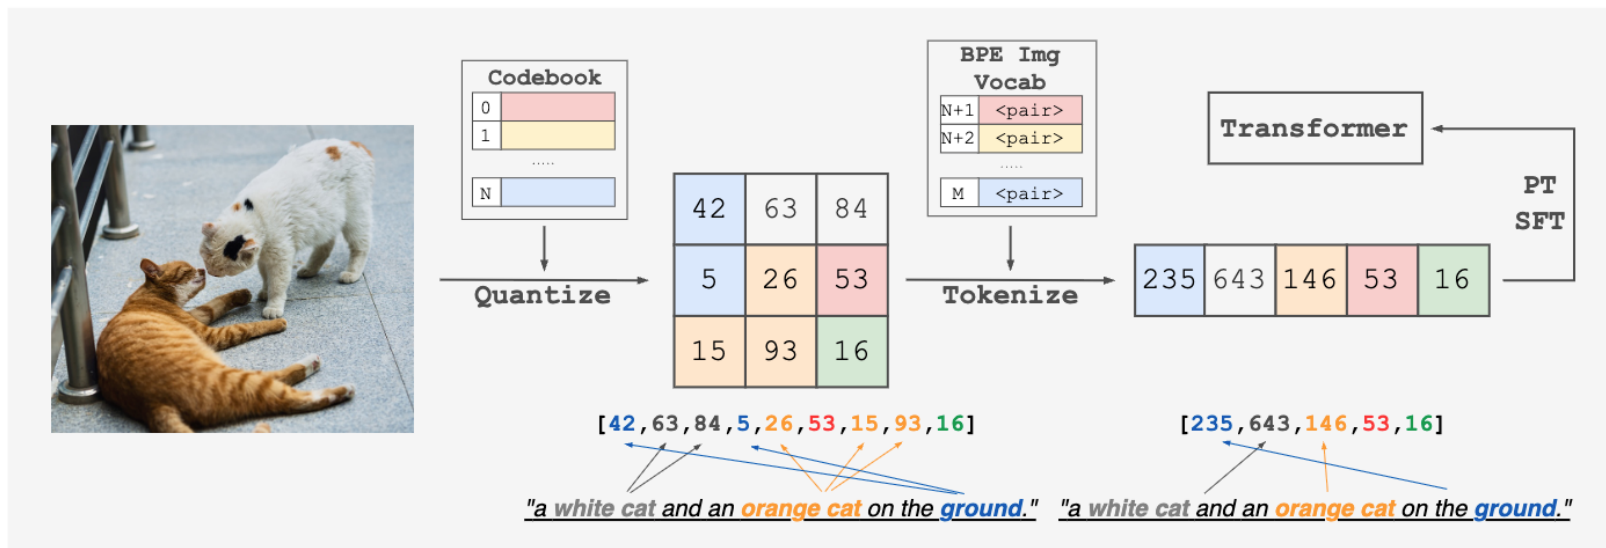 Codebook
0
1
.....
N
Quantize
42 63 84
5 26 53
15 93 16
[42,63,84,5,26,53,15,93,16]
"a white cat and an orange cat on the ground."
BPE Img
Vocab
N+1 <pair>
N+2 <pair>
.....
M <pair>
Tokenize
235 643 146 53 16
[235,643,146,53,16]
"a white cat and an orange cat on the ground."
Transformer
PT
SFT